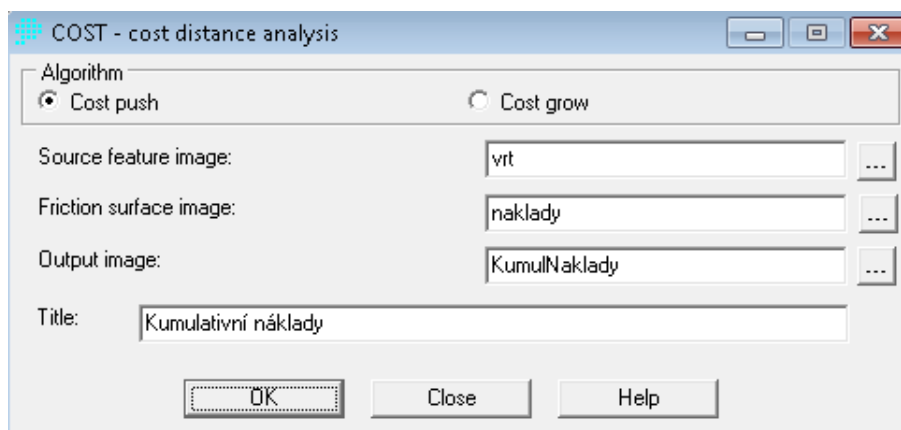 COST - cost distance analysis
Algorithm
Cost push Cost grow
Source feature image: vrt ...
Friction surface image: naklady ...
Output image: KumulNaklady ...
Title: Kumulativní náklady
OK Close Help